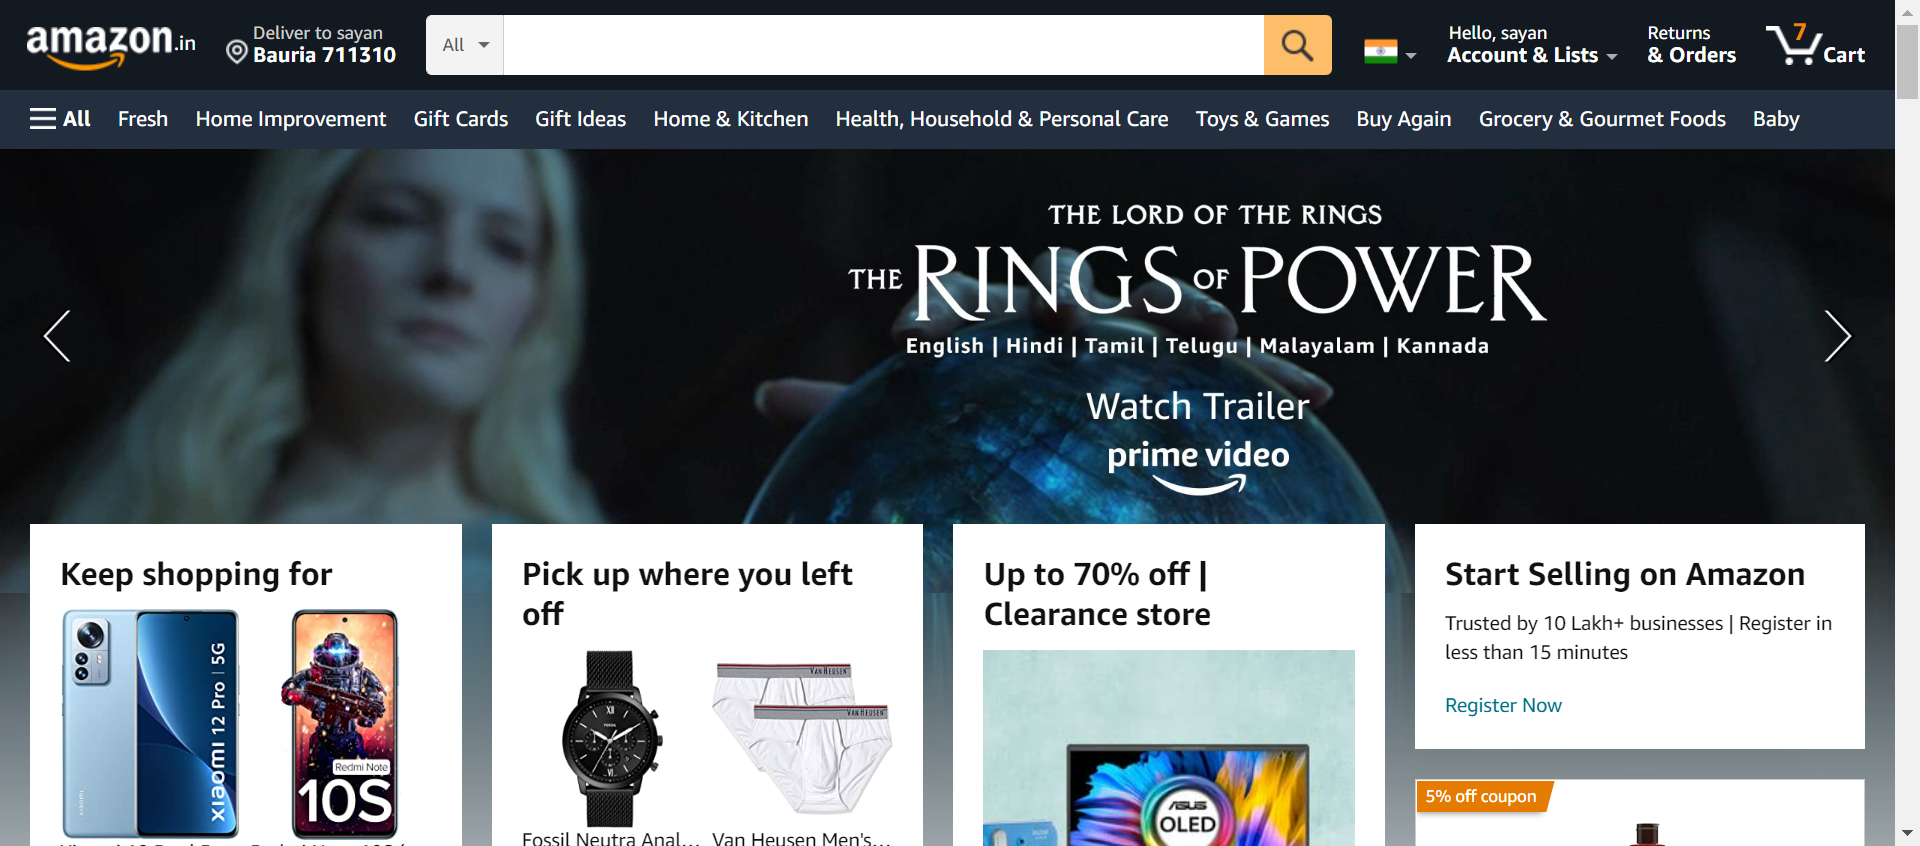 amazon.in
Deliver to sayan
Bauria 711310
All
Hello, sayan
Account & Lists
Returns
& Orders
7
Cart
All
Fresh
Home Improvement
Gift Cards
Gift Ideas
Home & Kitchen
Health, Household & Personal Care
Toys & Games
Buy Again
Grocery & Gourmet Foods
Baby
THE LORD OF THE RINGS
THE RINGS OF POWER
English | Hindi | Tamil | Telugu | Malayalam | Kannada
Watch Trailer
prime video
Keep shopping for
xiaomi 12 Pro | 5G
Redmi Note
10S
Pick up where you left
off
FOSSIL
VAN HEUSEN
VAN HEUSEN
Fossil Neutra Anal...
Van Heusen Men's...
Up to 70% off |
Clearance store
ASUS
OLED
Start Selling on Amazon
Trusted by 10 Lakh+ businesses | Register in
less than 15 minutes
Register Now
5% off coupon